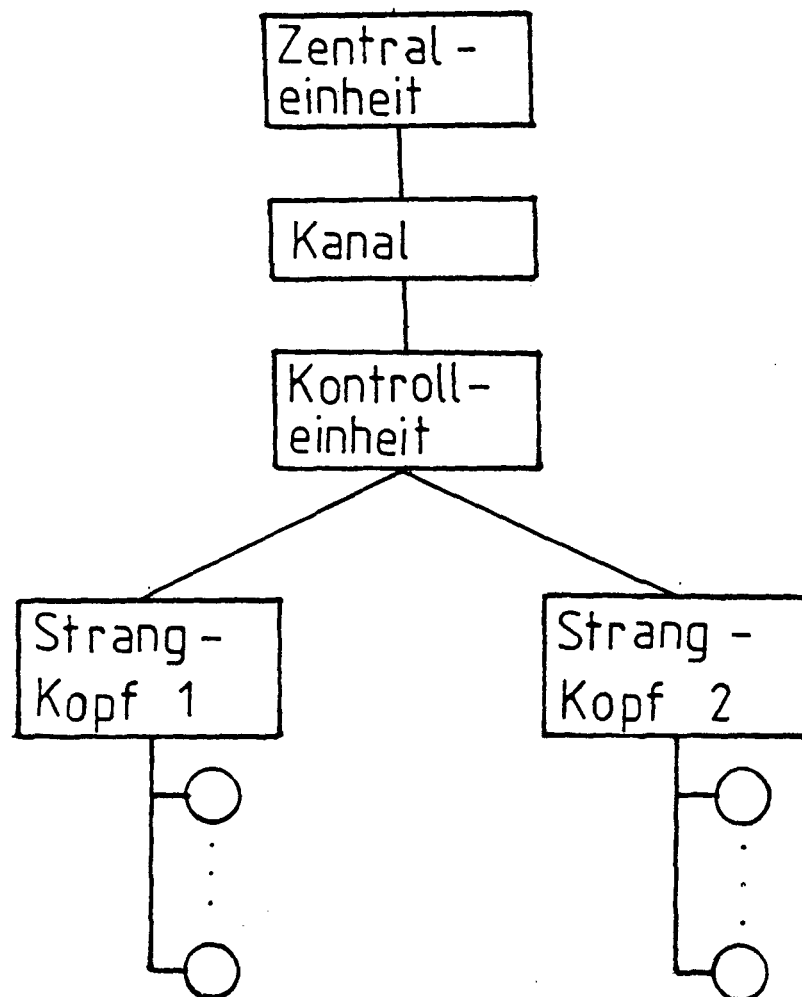 Zentral-
einheit
Kanal
Kontroll-
einheit
Strang-
Kopf 1
Strang-
Kopf 2